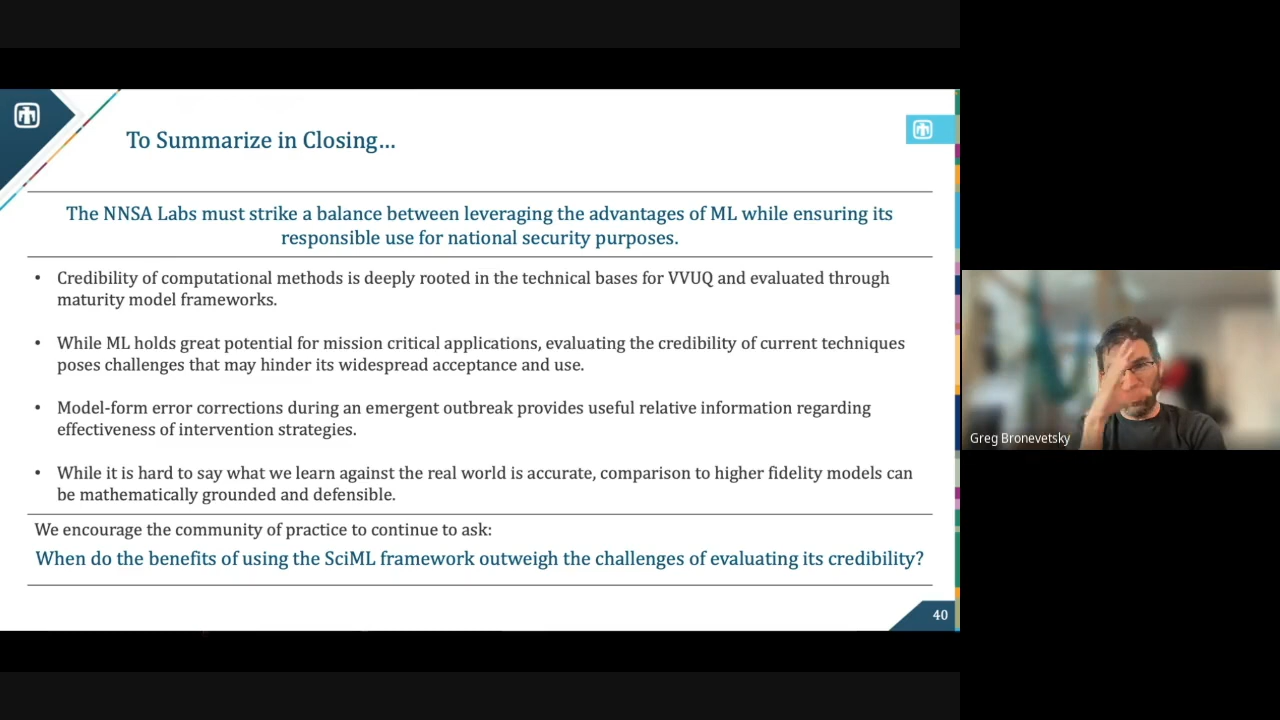 To Summarize in Closing…
The NNSA Labs must strike a balance between leveraging the advantages of ML while ensuring its
responsible use for national security purposes.
• Credibility of computational methods is deeply rooted in the technical bases for VVUQ and evaluated through
maturity model frameworks.
• While ML holds great potential for mission critical applications, evaluating the credibility of current techniques
poses challenges that may hinder its widespread acceptance and use.
• Model-form error corrections during an emergent outbreak provides useful relative information regarding
effectiveness of intervention strategies.
• While it is hard to say what we learn against the real world is accurate, comparison to higher fidelity models can
be mathematically grounded and defensible.
We encourage the community of practice to continue to ask:
When do the benefits of using the SciML framework outweigh the challenges of evaluating its credibility?
40
Greg Bronevetsky